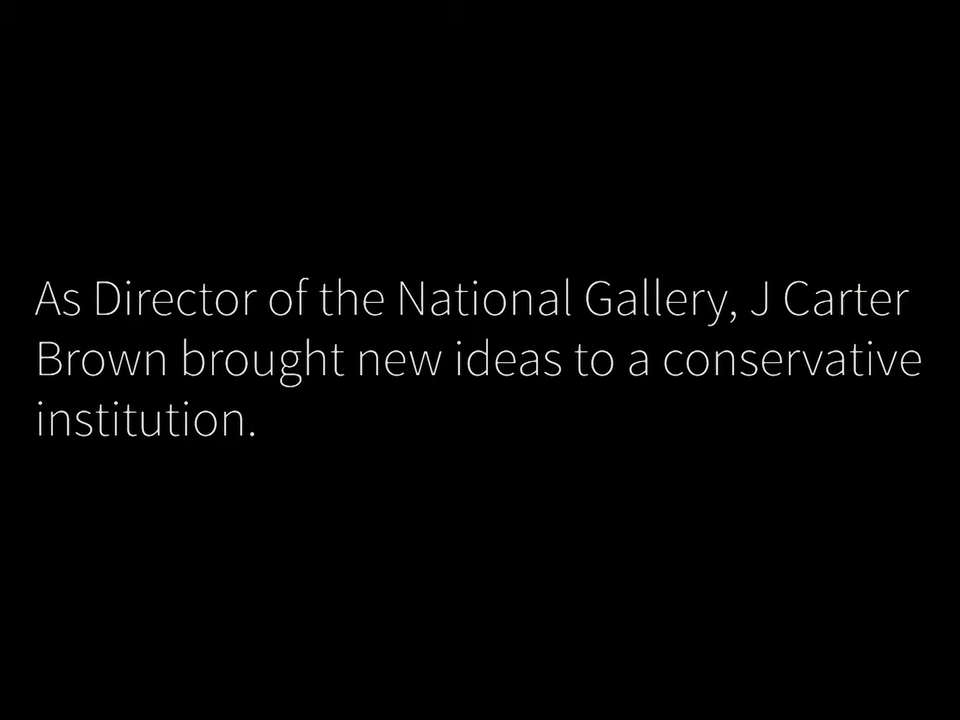 As Director of the National Gallery, J Carter
Brown brought new ideas to a conservative
institution.